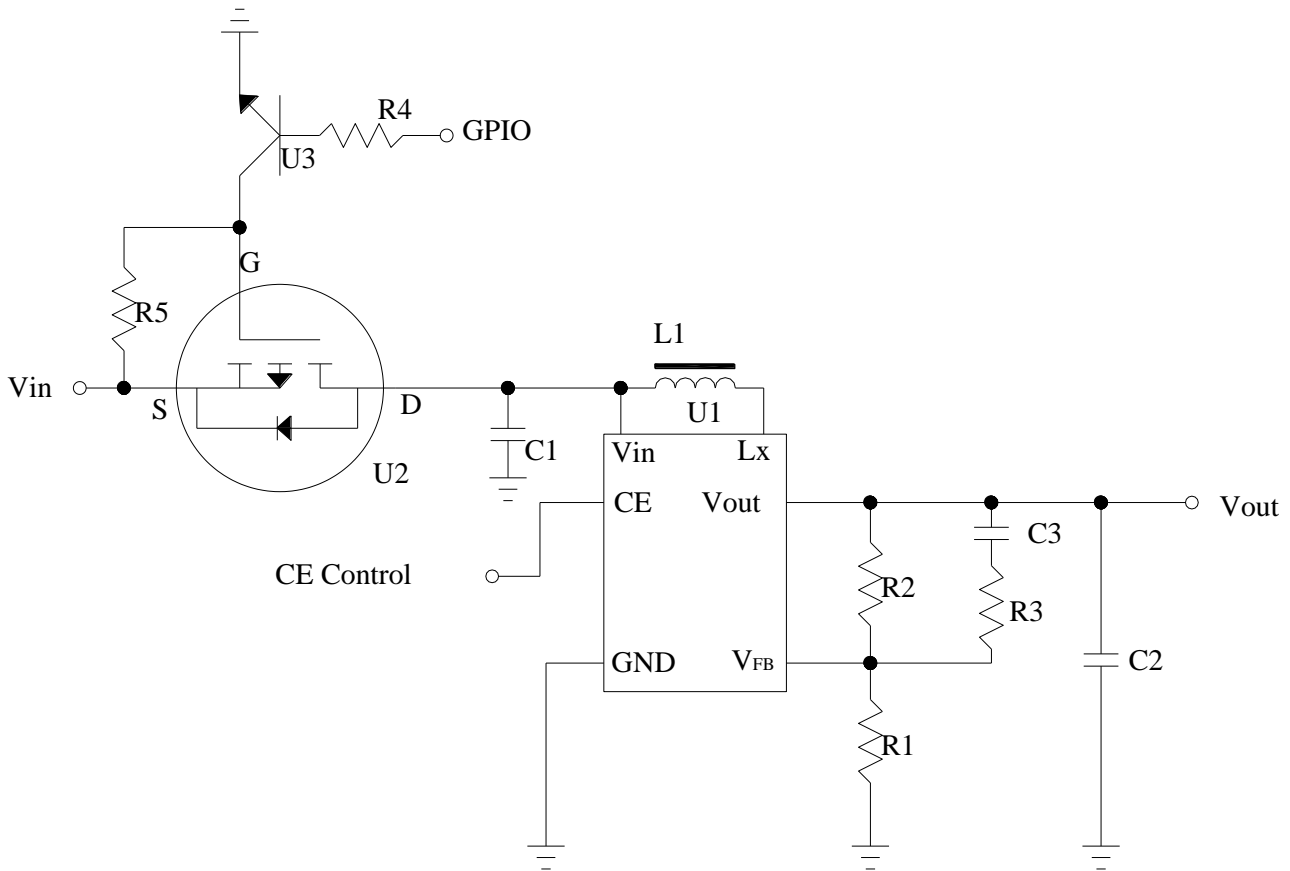 R4
GPIO
U3
G
R5
L1
Vin
S
D
U1
C1
Vin
Lx
U2
CE
Vout
Vout
C3
CE Control
R2
R3
GND
VFB
C2
R1